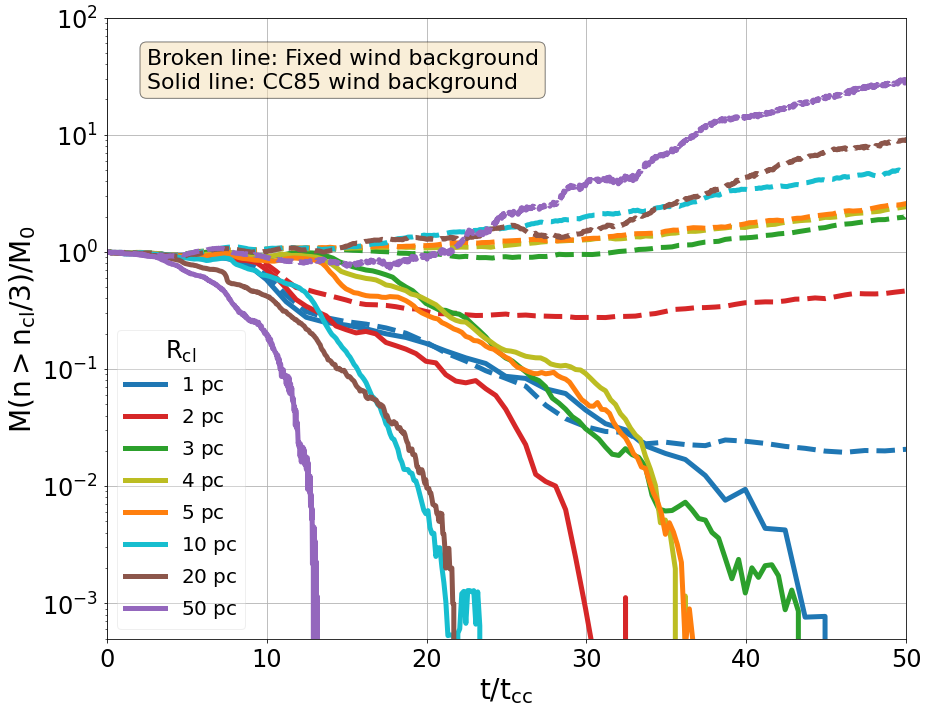 Broken line: Fixed wind background
Solid line: CC85 wind background
M(n > n_cl/3)/M_0
10^2
10^1
10^0
10^-1
10^-2
10^-3
R_cl
1 pc
2 pc
3 pc
4 pc
5 pc
10 pc
20 pc
50 pc
0 10 20 30 40 50
t/t_cc